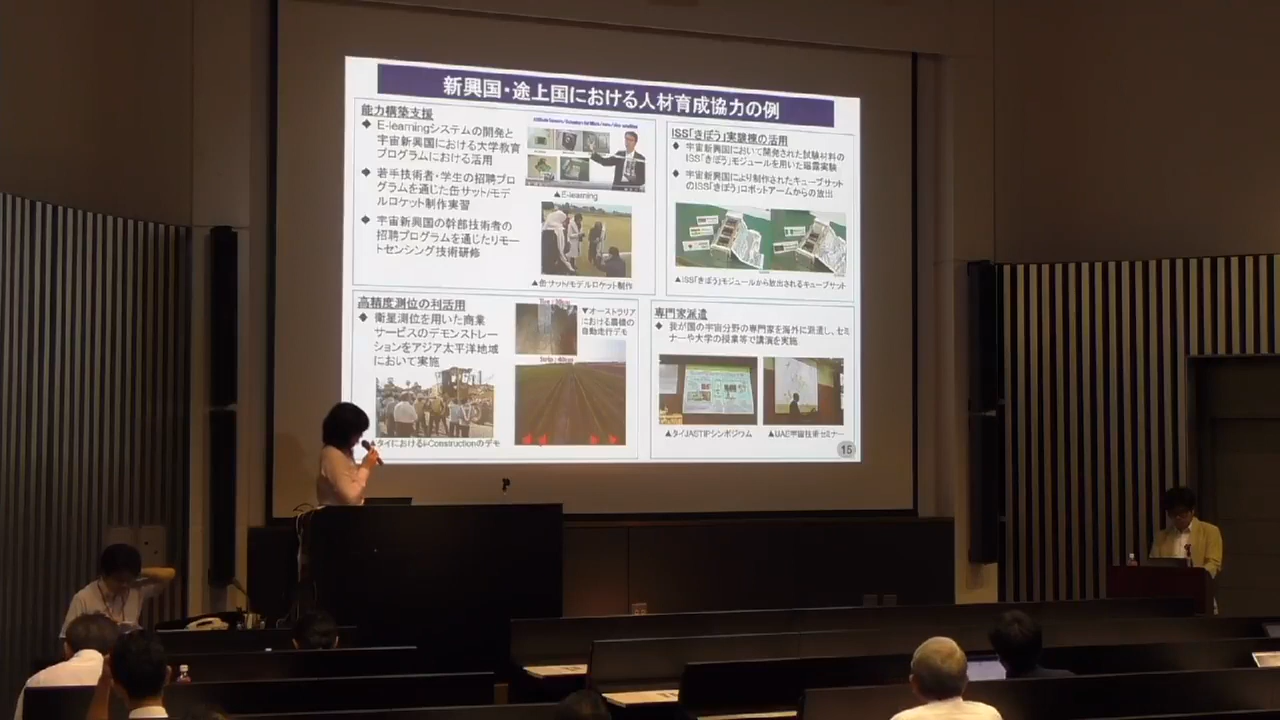 新興国・途上国における人材育成協力の例
能力構築支援
◆ E-learningシステムの開発と
宇宙新興国における大学教育
プログラムにおける活用
◆ 若手技術者・学生の招聘プロ
グラムを通じた缶サット/モデ
ルロケット制作実習
◆ 宇宙新興国の幹部技術者の
招聘プログラムを通じたリモー
トセンシング技術研修
▲E-learning
▲缶サット/モデルロケット制作
ISS「きぼう」実験棟の活用
◆ 宇宙新興国において開発された試験材料の
ISS「きぼう」モジュールを用いた曝露実験
◆ 宇宙新興国により制作されたキューブサット
のISS「きぼう」ロボットアームからの放出
▲ISS「きぼう」モジュールから放出されるキューブサット
高精度測位の利活用
◆ 衛星測位を用いた商業
サービスのデモンストレー
ションをアジア太平洋地域
において実施
▲タイにおけるi-Constructionのデモ
▼オーストラリア
における農機の
自動走行デモ
専門家派遣
◆ 我が国の宇宙分野の専門家を海外に派遣し、セミ
ナーや大学の授業等で講演を実施
▲タイJASTIPシンポジウム
▲UAE宇宙技術セミナー
15